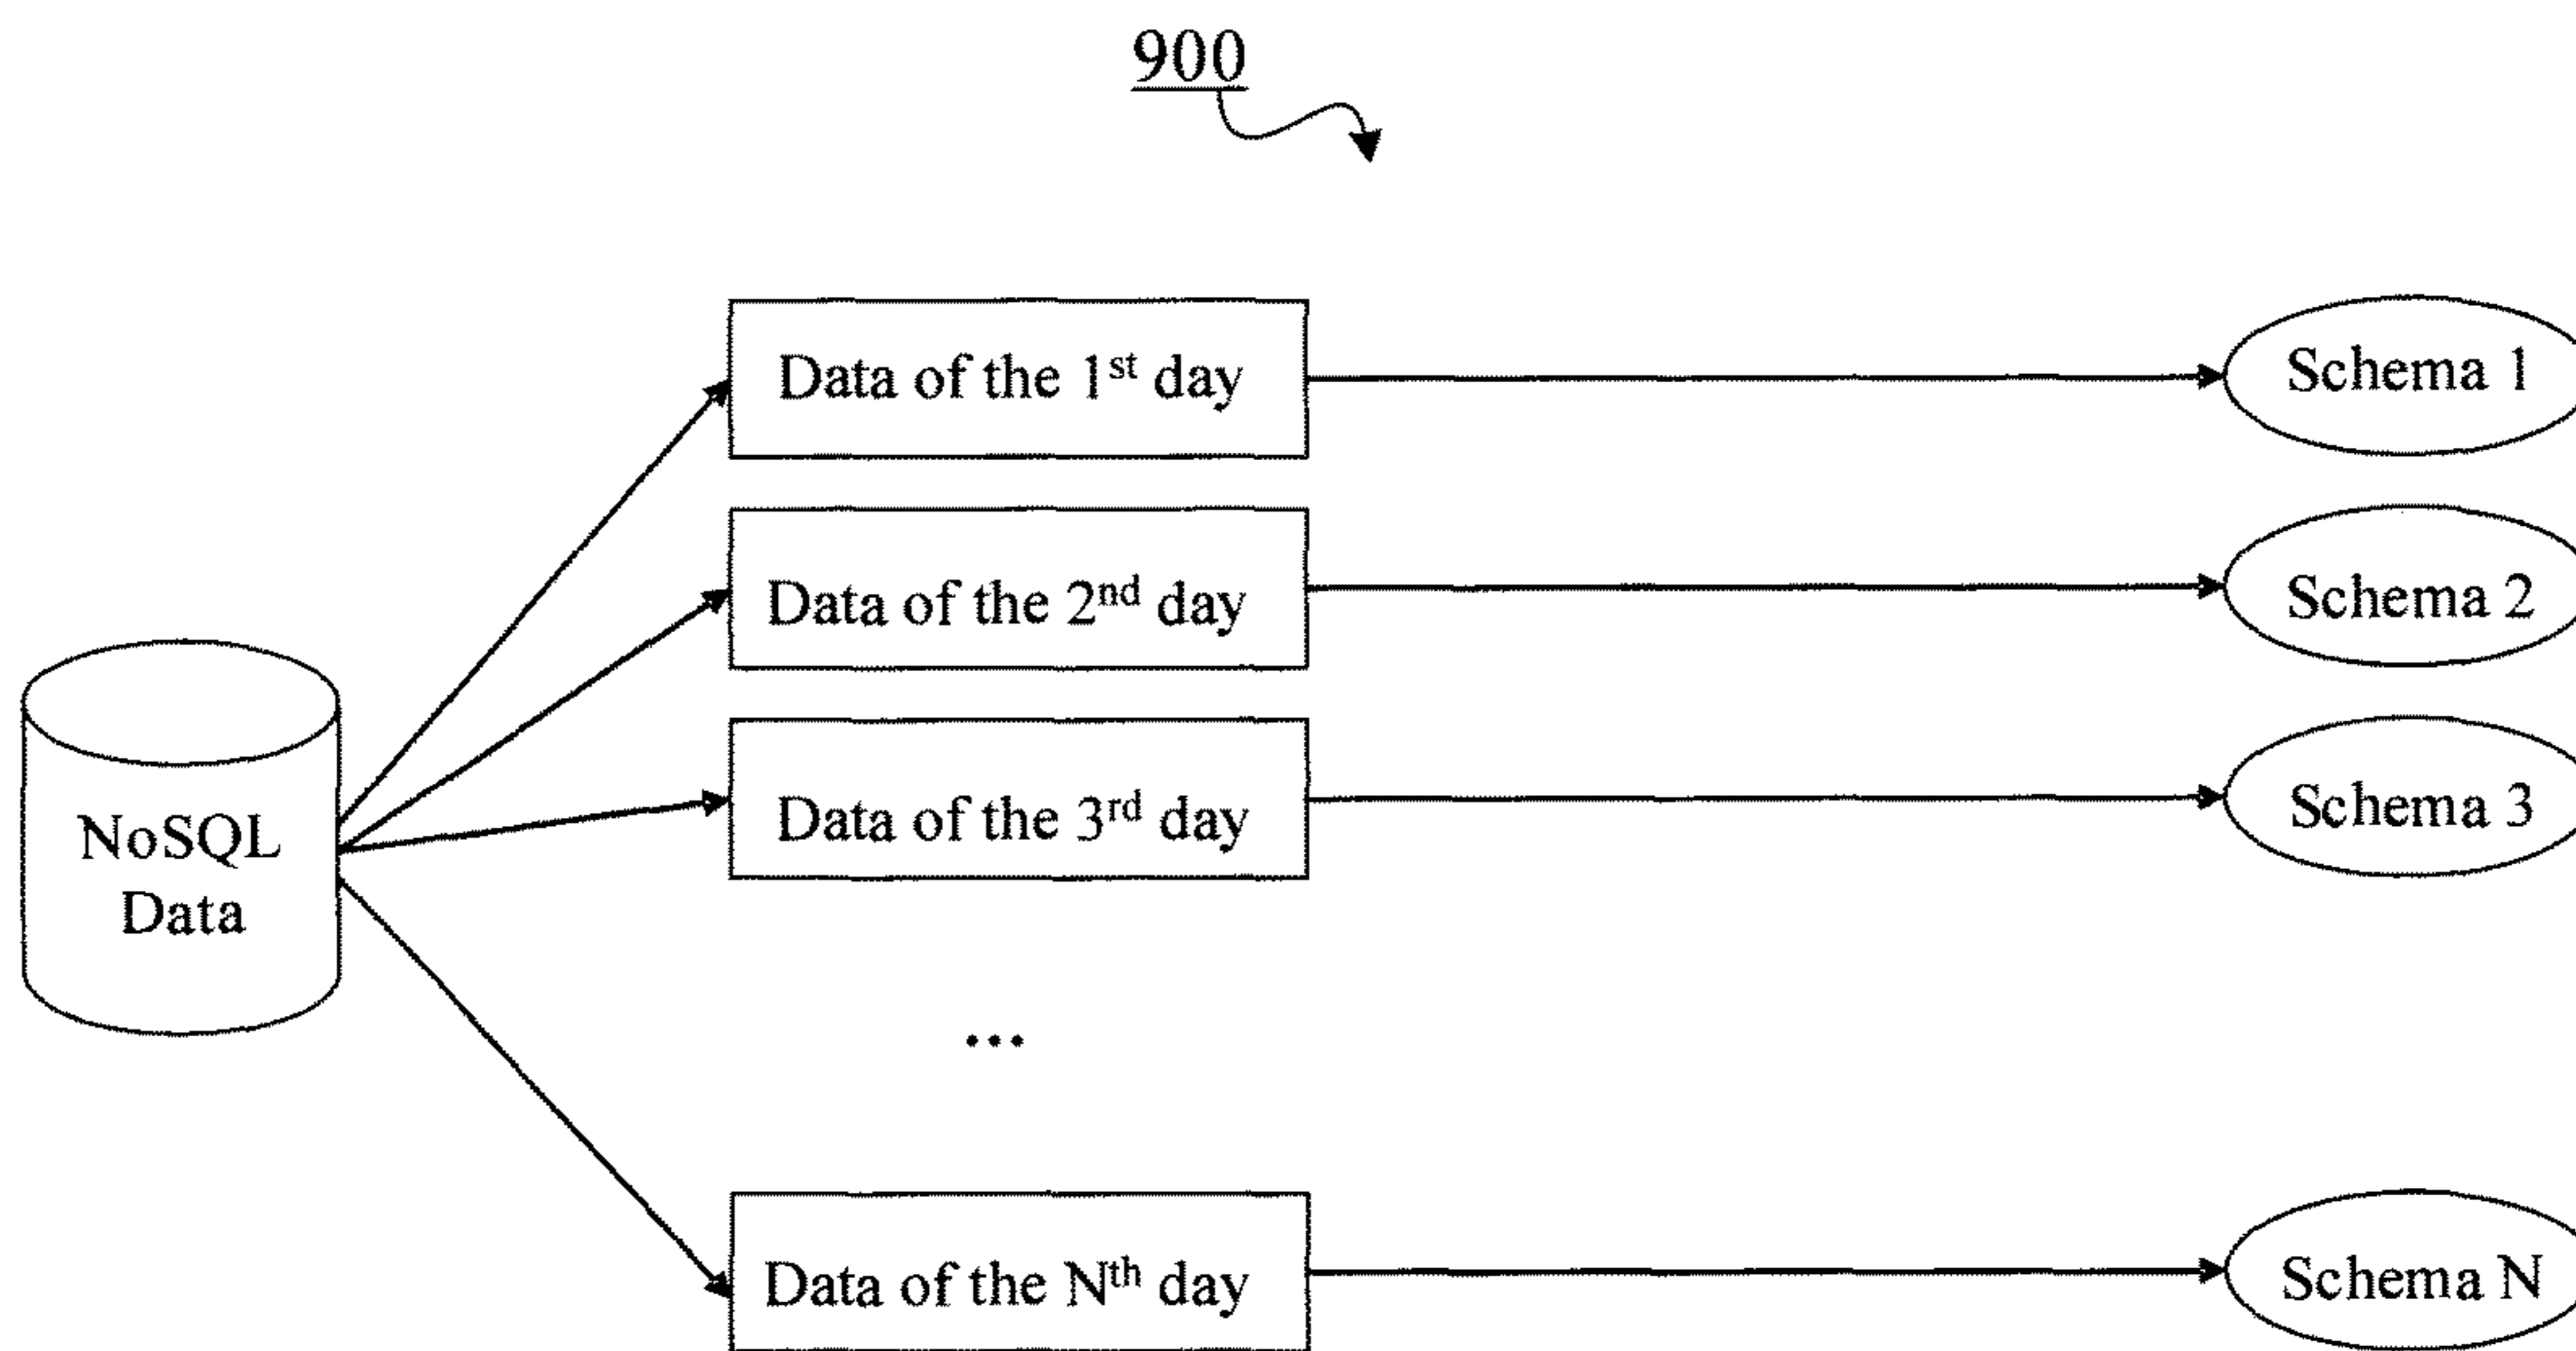 900
Data of the 1st day
Schema 1
Data of the 2nd day
Schema 2
Data of the 3rd day
Schema 3
NoSQL
Data
...
Data of the Nth day
Schema N